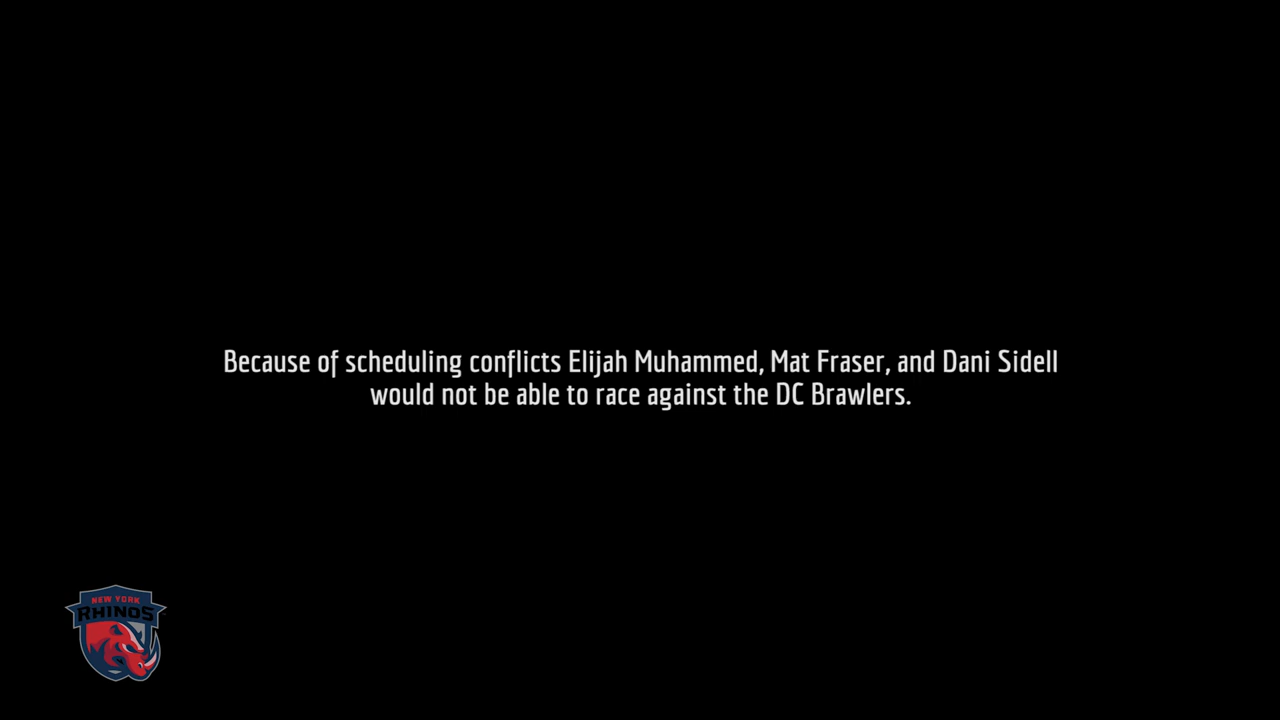 Because of scheduling conflicts Elijah Muhammed, Mat Fraser, and Dani Sidell
would not be able to race against the DC Brawlers.
NEW YORK
RHINOS